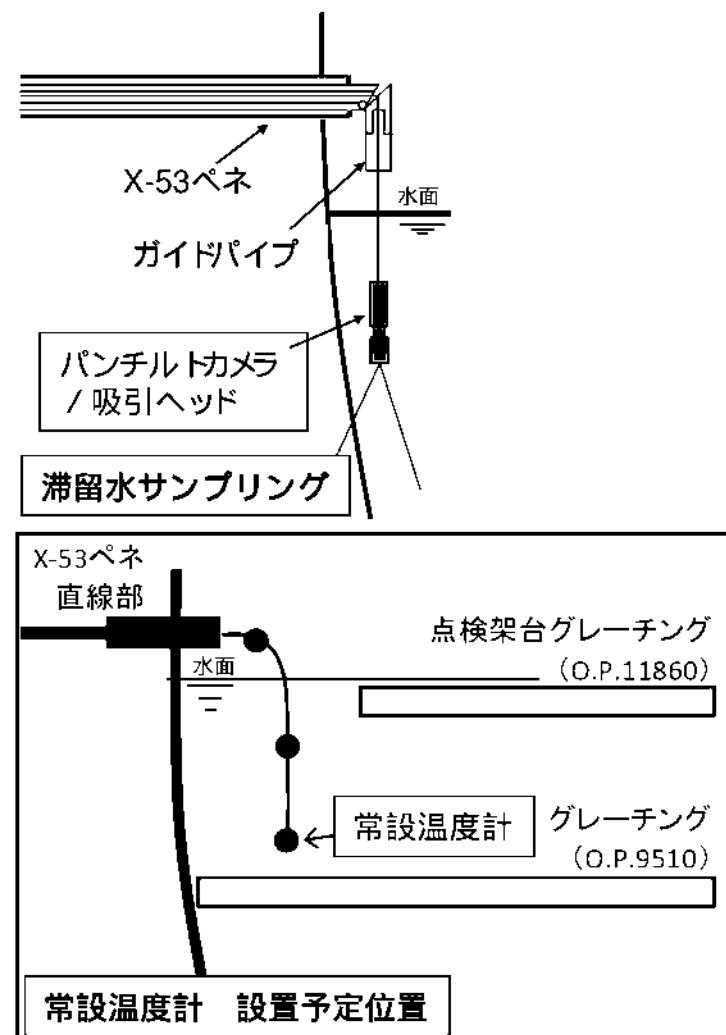 X-53ペネ
水面
ガイドパイプ
パンチルトカメラ
/ 吸引ヘッド
滞留水サンプリング
X-53ペネ
直線部
点検架台グレーチング
（O.P.11860）
水面
常設温度計
グレーチング
（O.P.9510）
常設温度計　設置予定位置